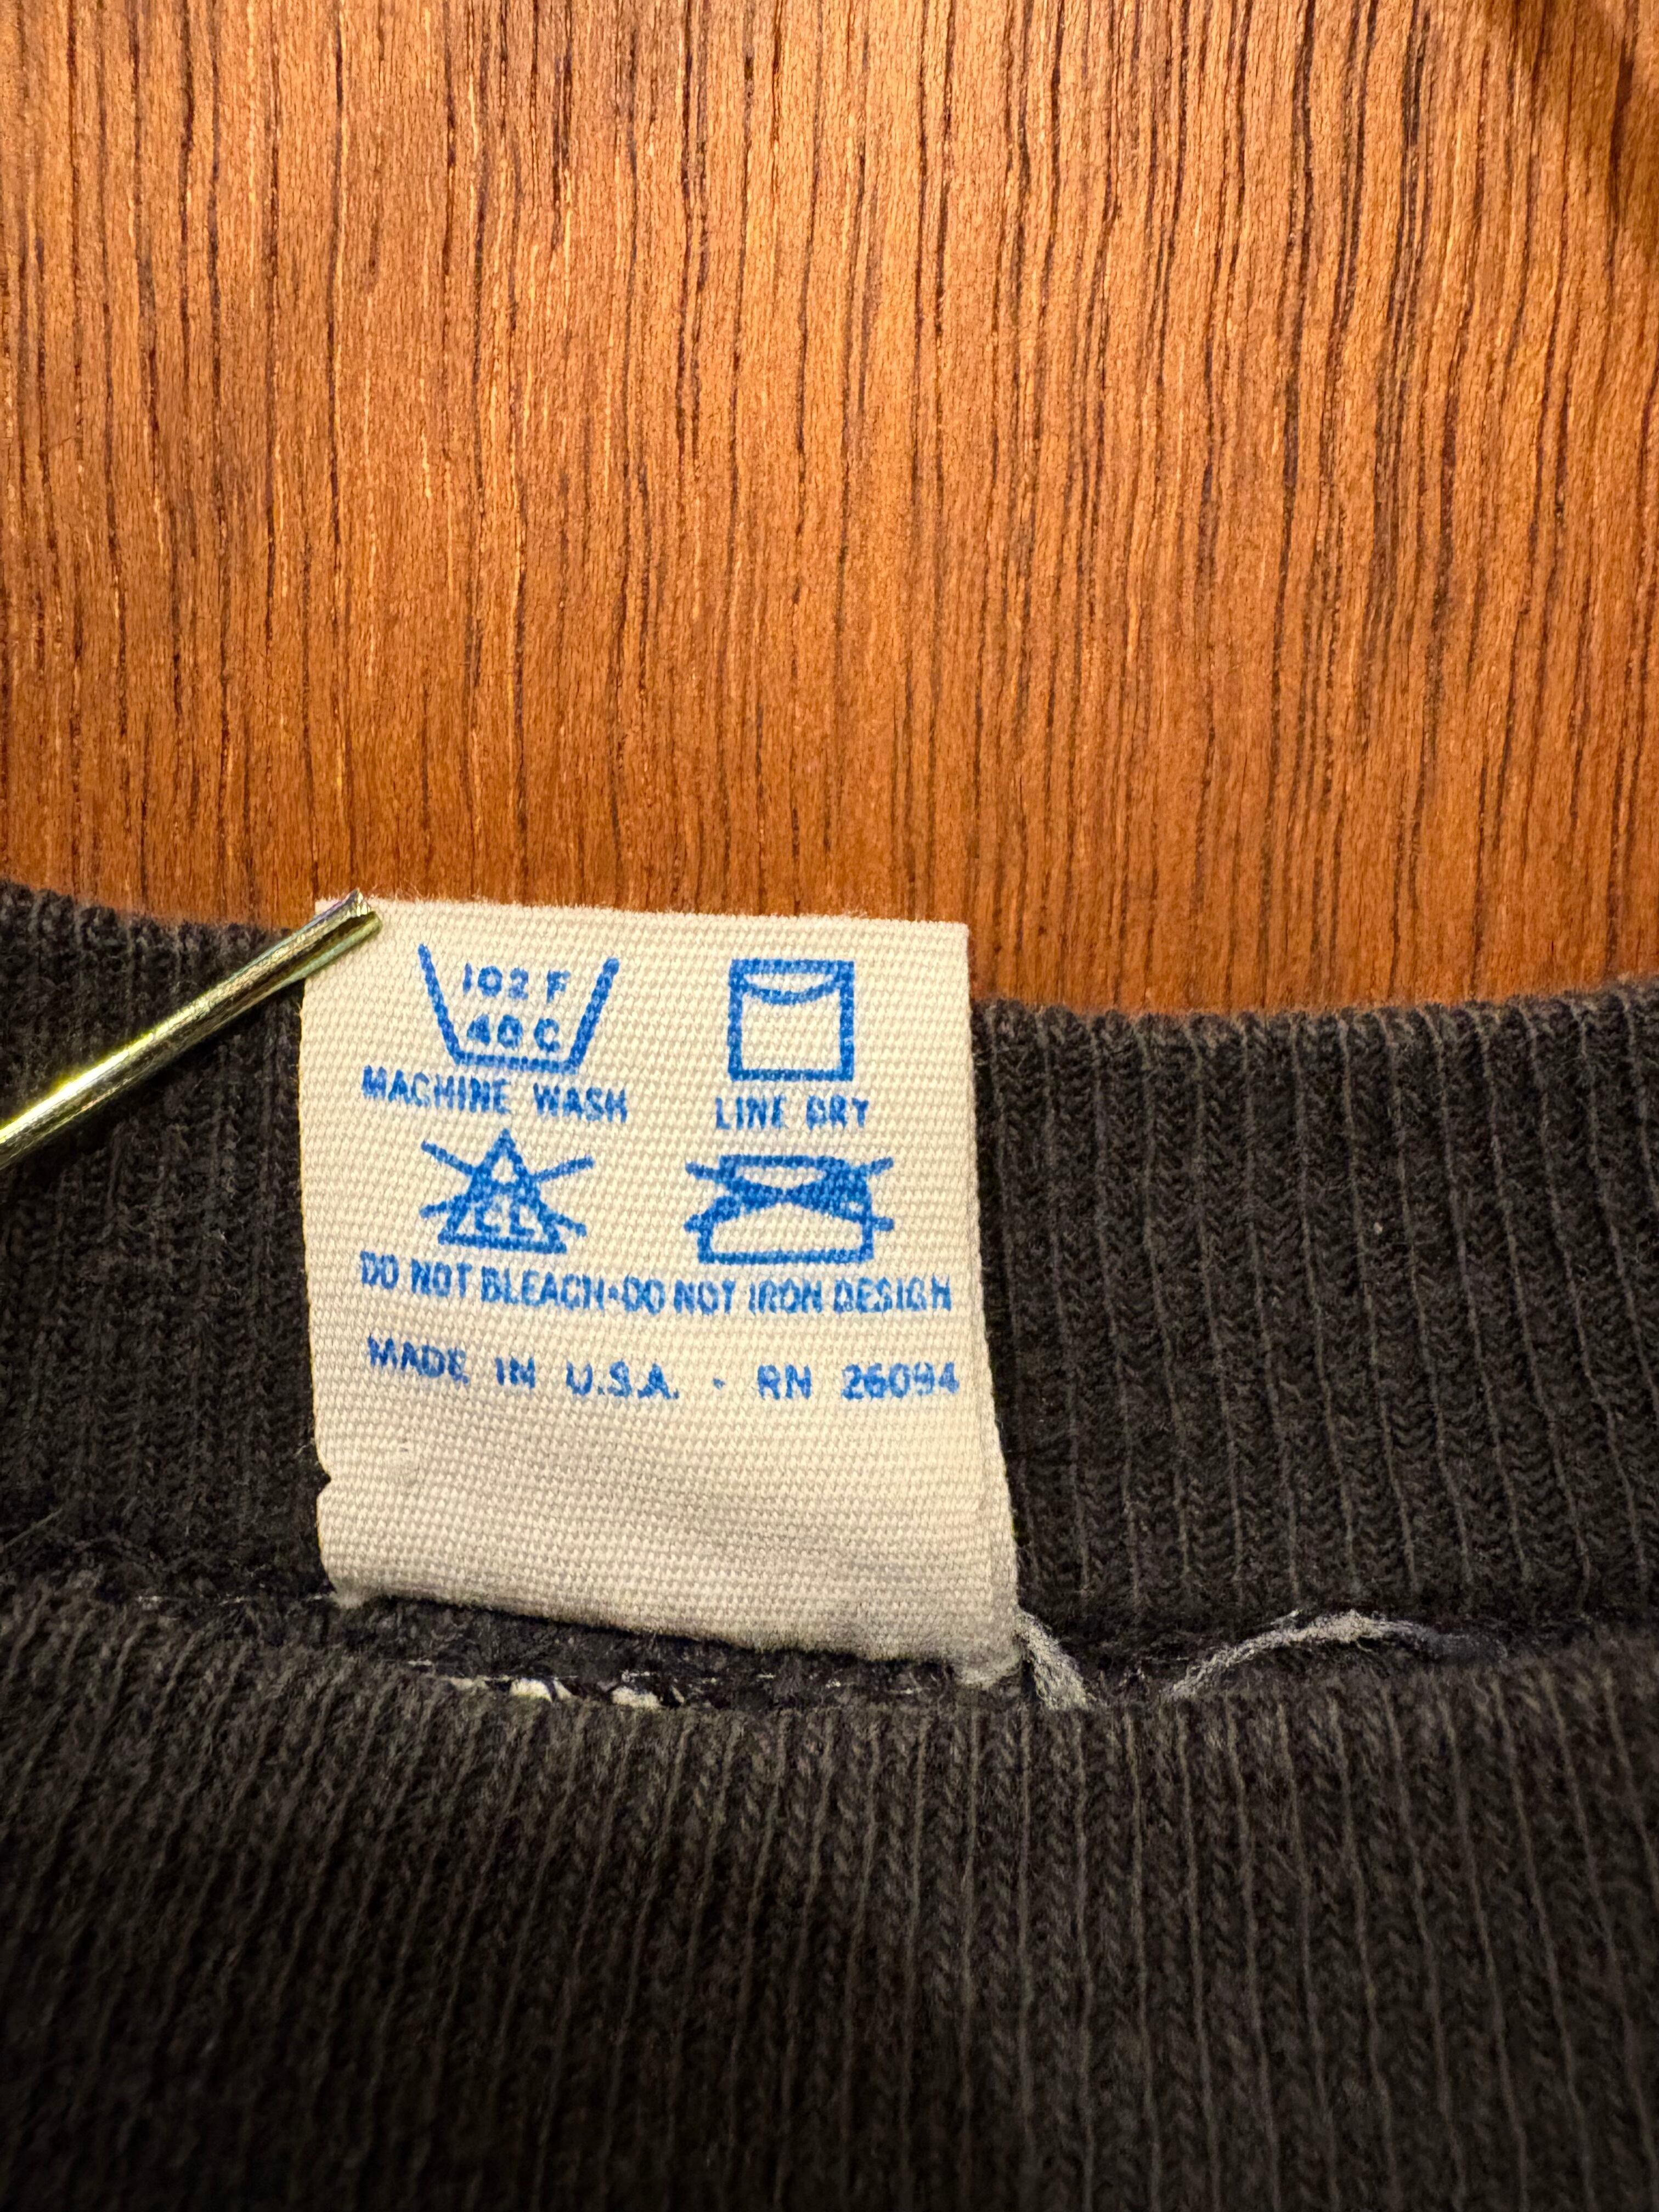 102 F
40 C
MACHINE WASH
LINE DRY
CL
DO NOT BLEACH•DO NOT IRON DESIGN
MADE IN U.S.A. • RN 26094